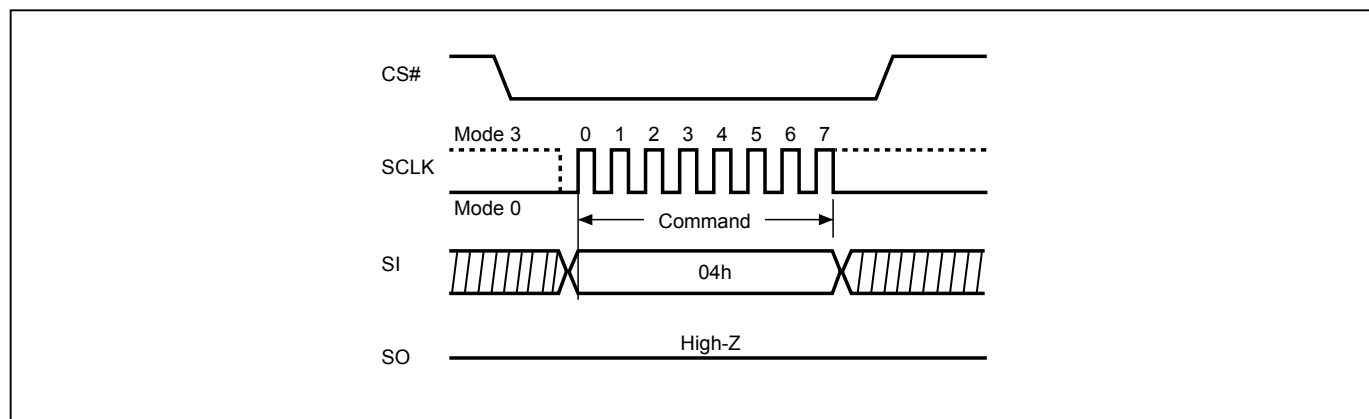 CS#
Mode 3 0 1 2 3 4 5 6 7
SCLK
Mode 0
Command
SI 04h
High-Z
SO